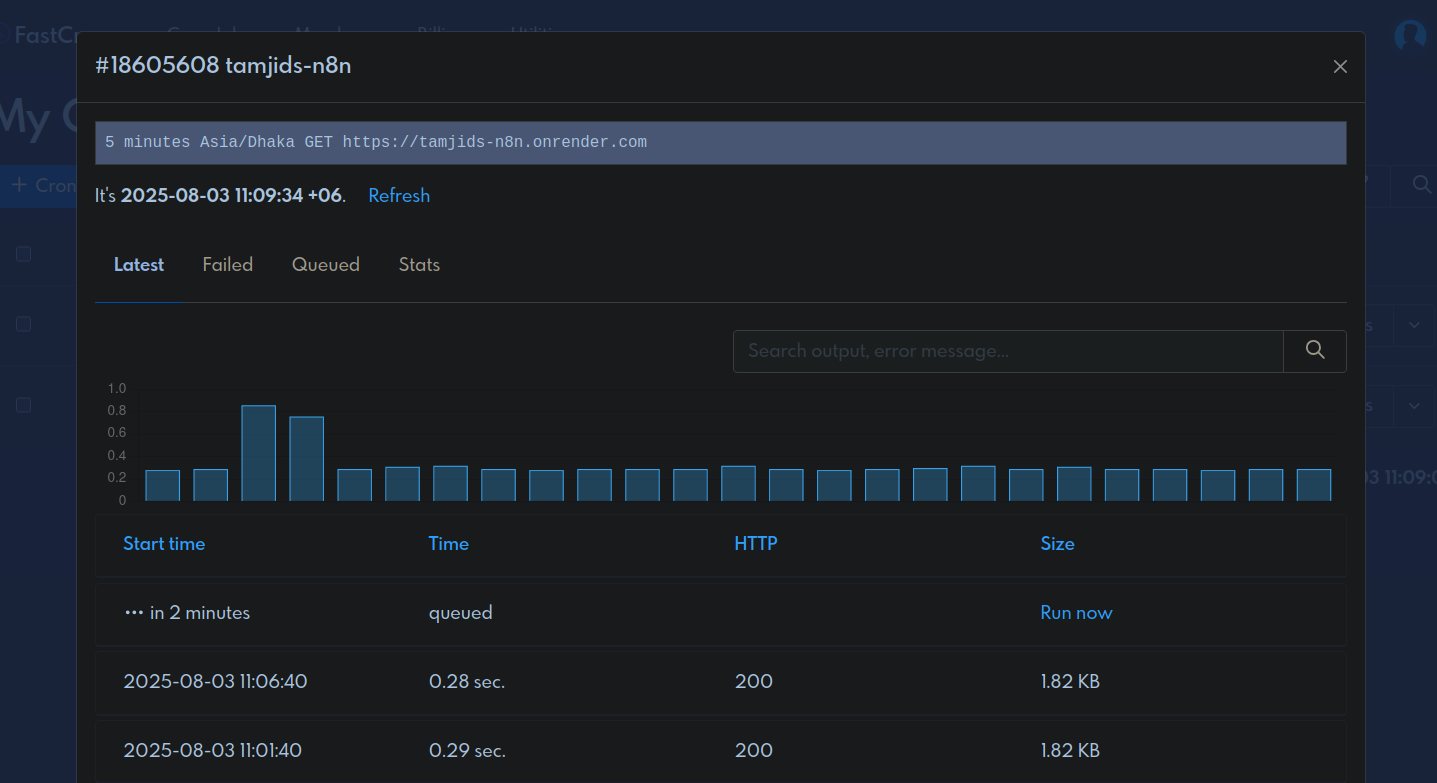 FastCr
#18605608 tamjids-n8n
My C
5 minutes Asia/Dhaka GET https://tamjids-n8n.onrender.com
+ Cron
It's 2025-08-03 11:09:34 +06. Refresh
Latest Failed Queued Stats
Search output, error message...
1.0
0.8
0.6
0.4
0.2
0
03 11:09:0
Start time Time HTTP Size
··· in 2 minutes queued Run now
2025-08-03 11:06:40 0.28 sec. 200 1.82 KB
2025-08-03 11:01:40 0.29 sec. 200 1.82 KB